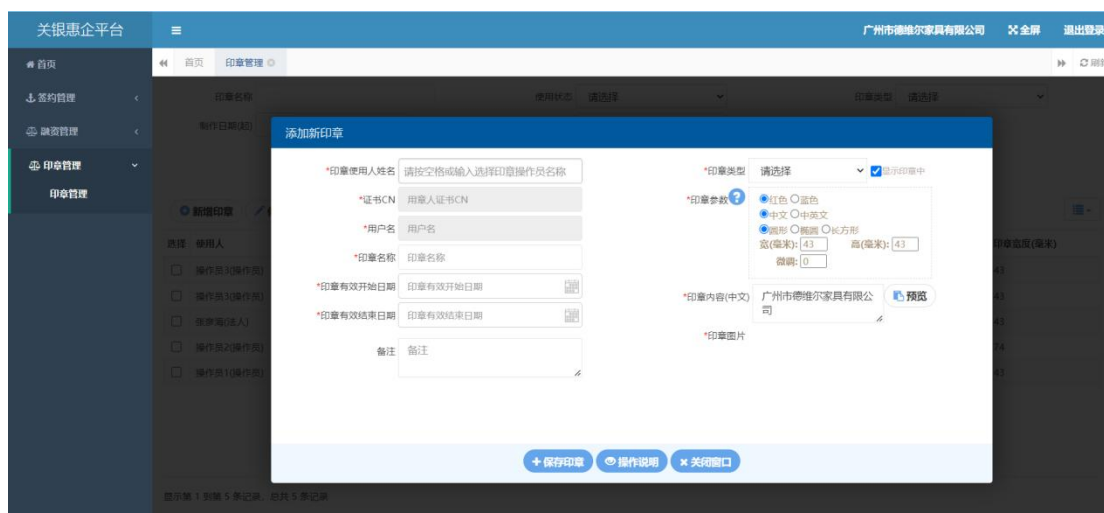 关银惠企平台
广州市德维尔家具有限公司 全屏 退出登录
首页
首页 印章管理
签约管理
印章名称 使用状态 请选择 印章类型 请选择
融资管理
制作日期(起)
添加新印章
印章管理
印章管理
*印章使用人姓名 请按空格或输入选择印章操作员名称
*印章类型 请选择 显示印章中
*证书CN 用章人证书CN
*印章参数 红色 蓝色
中文 中英文
*用户名 用户名
圆形 椭圆 长方形
宽(毫米): 43 高(毫米): 43
微调: 0
*印章名称 印章名称
*印章有效开始日期 印章有效开始日期
*印章内容(中文) 广州市德维尔家具有限公
司
预览
*印章有效结束日期 印章有效结束日期
*印章图片
备注 备注
新增印章
选择 使用人 印章宽度(毫米)
操作员3(操作员) 43
操作员3(操作员) 43
(法人) 43
操作员2(操作员) 74
操作员1(操作员) 43
保存印章 操作说明 关闭窗口
显示第 1 到第 5 条记录，总共 5 条记录